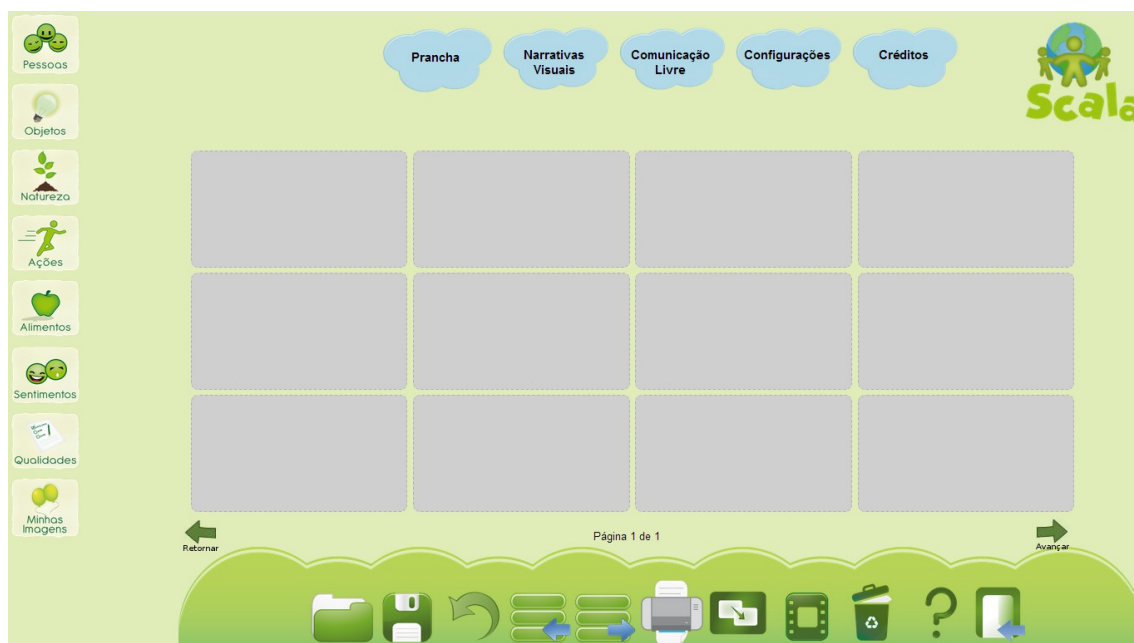 Pessoas
Objetos
Natureza
Ações
Alimentos
Sentimentos
Qualidades
Minhas
Imagens
Prancha
Narrativas
Visuais
Comunicação
Livre
Configurações
Créditos
Scala
Retornar
Página 1 de 1
Avançar